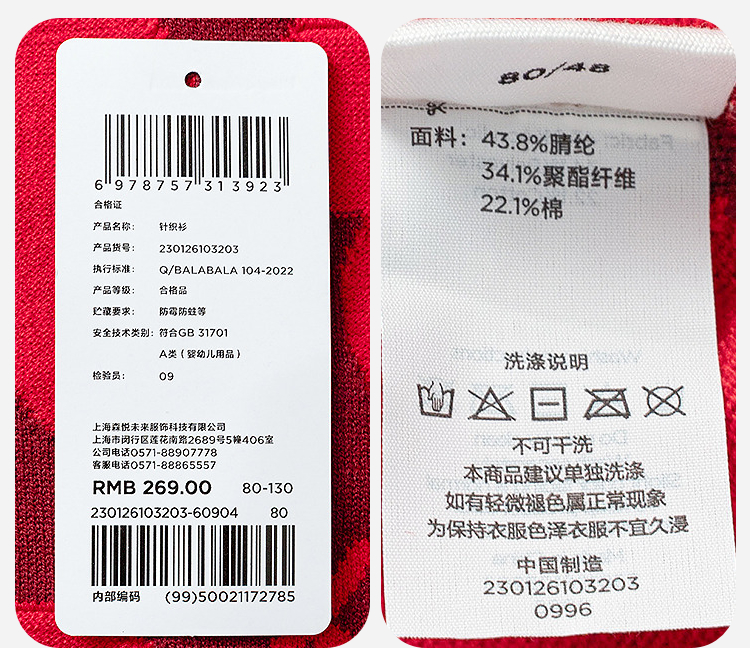 6 978757 313923
合格证
产品名称： 针织衫
产品货号： 230126103203
执行标准： Q/BALABALA 104-2022
产品等级： 合格品
贮藏要求： 防霉防蛀等
安全技术类别： 符合GB 31701
A类（婴幼儿用品）
检验员： 09
上海森悦未来服饰科技有限公司
上海市闵行区莲花南路2689号5幢406室
公司电话0571-88907778
客服电话0571-88865557
RMB 269.00 80-130
230126103203-60904 80
内部编码 (99)50021172785
80/48
面料： 43.8%腈纶
34.1%聚酯纤维
22.1%棉
洗涤说明
不可干洗
本商品建议单独洗涤
如有轻微褪色属正常现象
为保持衣服色泽衣服不宜久浸
中国制造
230126103203
0996